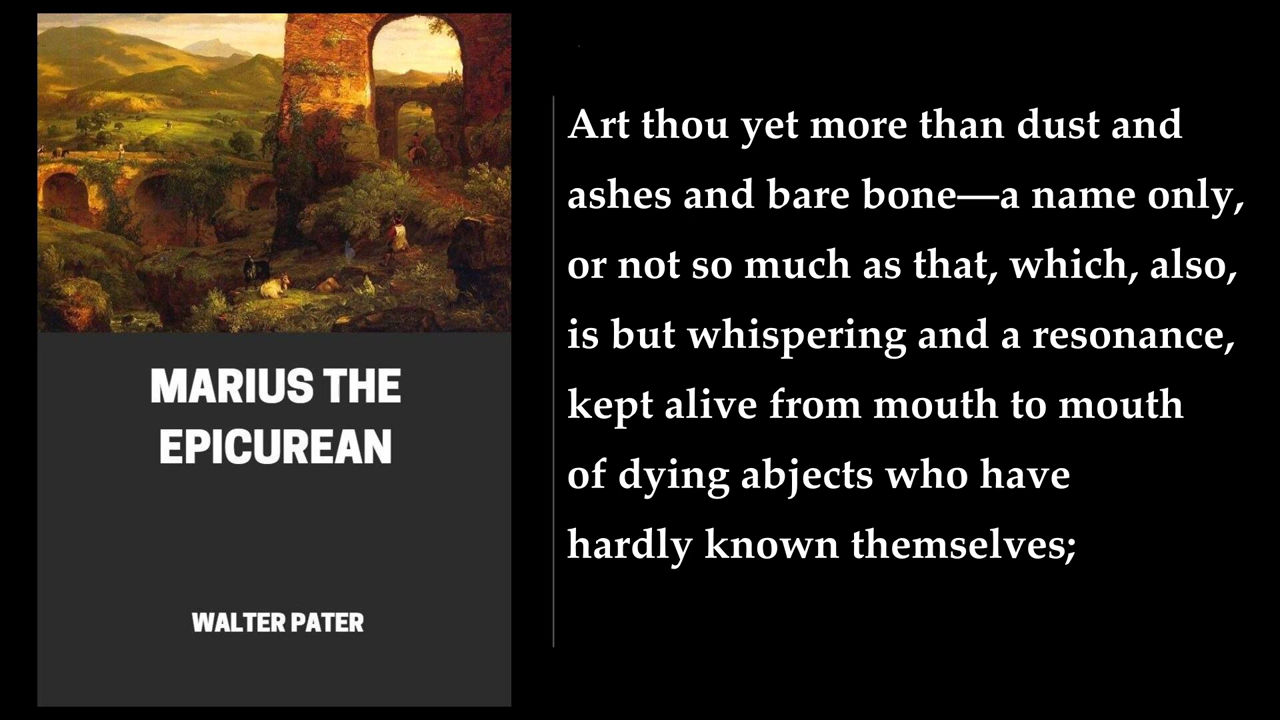 MARIUS THE
EPICUREAN
WALTER PATER
Art thou yet more than dust and
ashes and bare bone—a name only,
or not so much as that, which, also,
is but whispering and a resonance,
kept alive from mouth to mouth
of dying abjects who have
hardly known themselves;